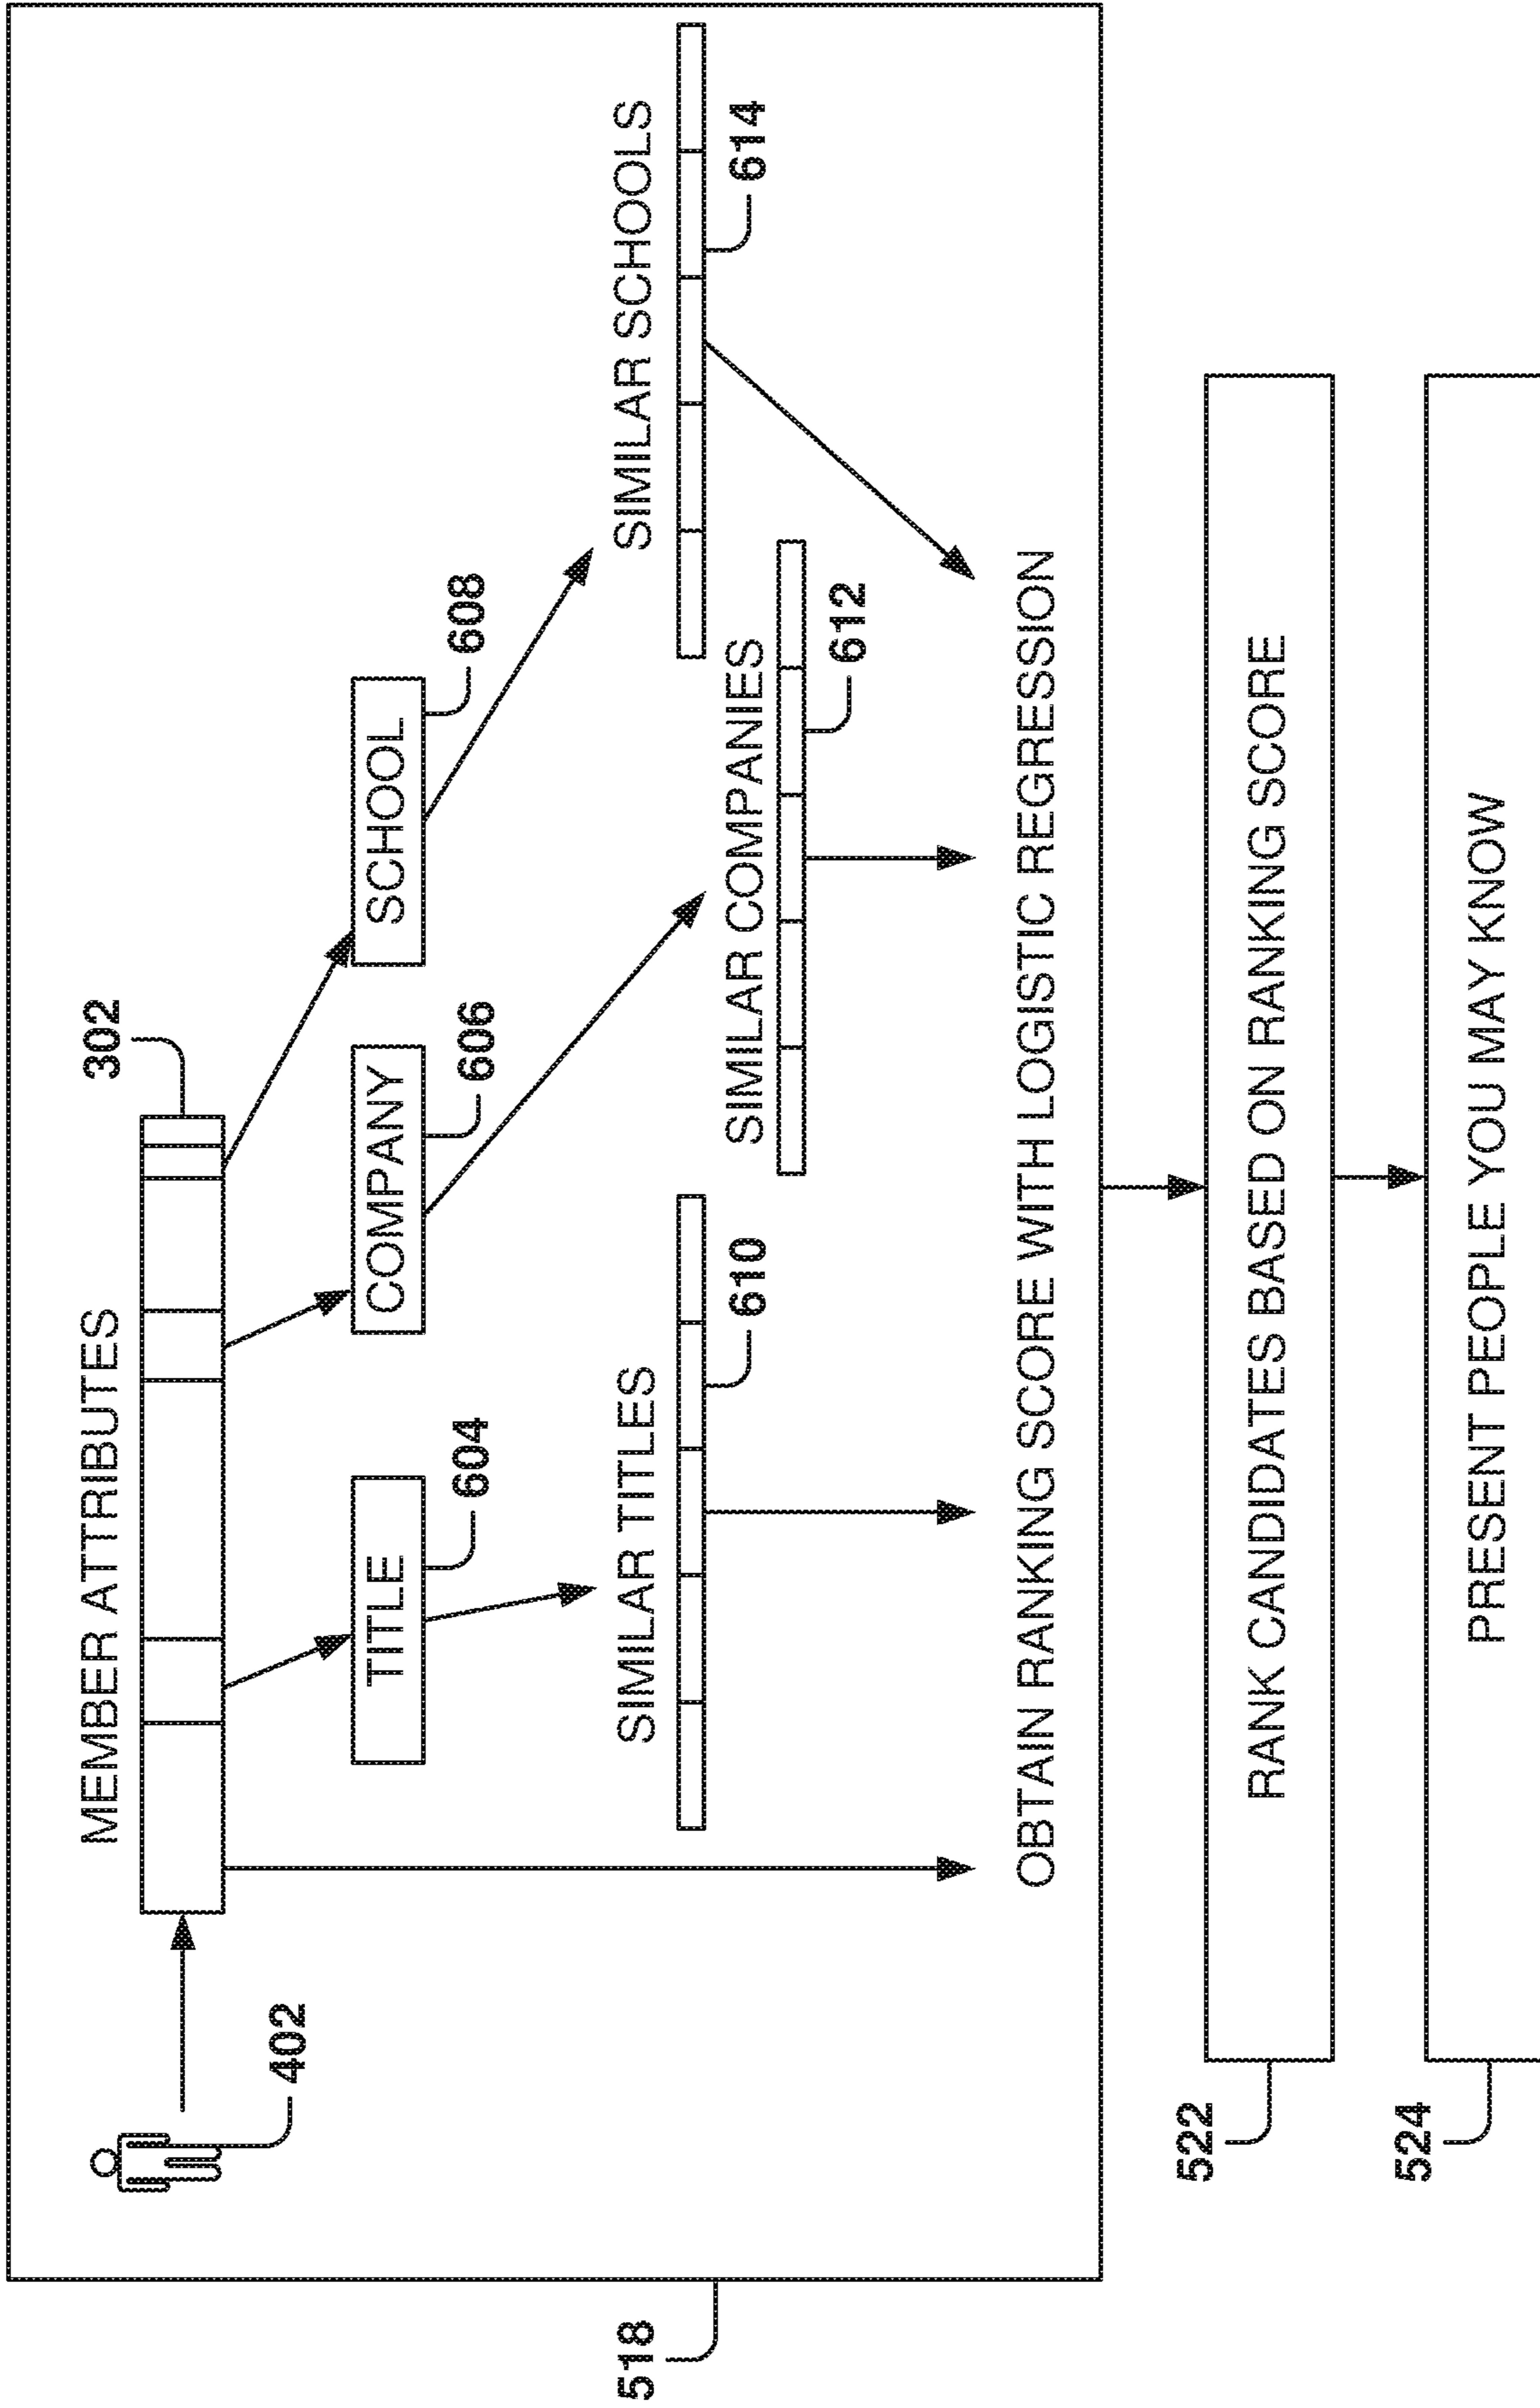 MEMBER ATTRIBUTES
302
402
TITLE
604
COMPANY
606
SCHOOL
608
SIMILAR TITLES
610
SIMILAR COMPANIES
612
SIMILAR SCHOOLS
614
OBTAIN RANKING SCORE WITH LOGISTIC REGRESSION
518
522
RANK CANDIDATES BASED ON RANKING SCORE
524
PRESENT PEOPLE YOU MAY KNOW